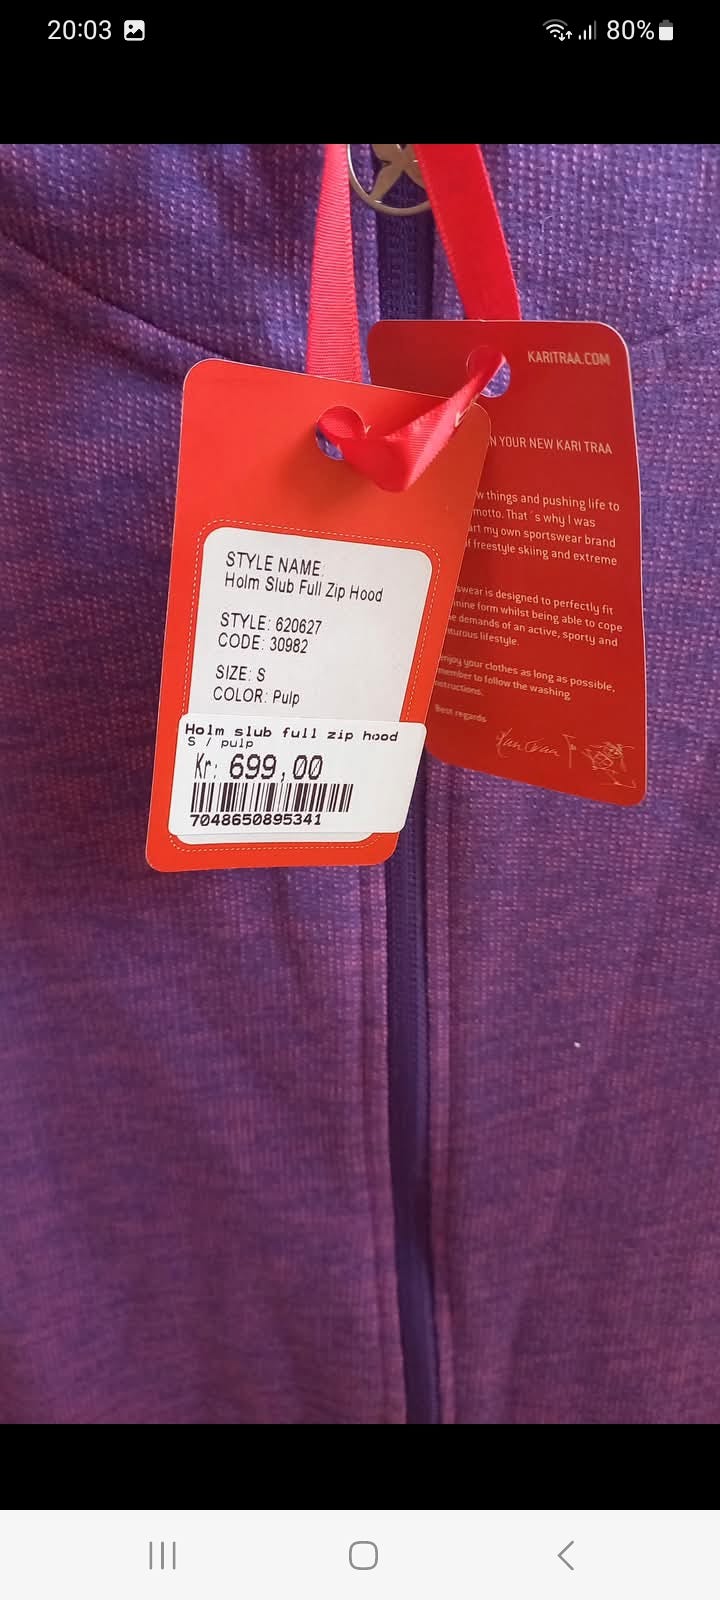 20:03
80%
KARITRAA.COM
N YOUR NEW KARI TRAA
w things and pushing life to
motto. That´s why I was
art my own sportswear brand
of freestyle skiing and extreme
swear is designed to perfectly fit
nine form whilst being able to cope
e demands of an active, sporty and
nturous lifestyle.
enjoy your clothes as long as possible,
member to follow the washing
nstructions.
Best regards
STYLE NAME:
Holm Slub Full Zip Hood
STYLE: 620627
CODE: 30982
SIZE: S
COLOR: Pulp
Holm slub full zip hood
S / pulp
Kr: 699,00
7048650895341